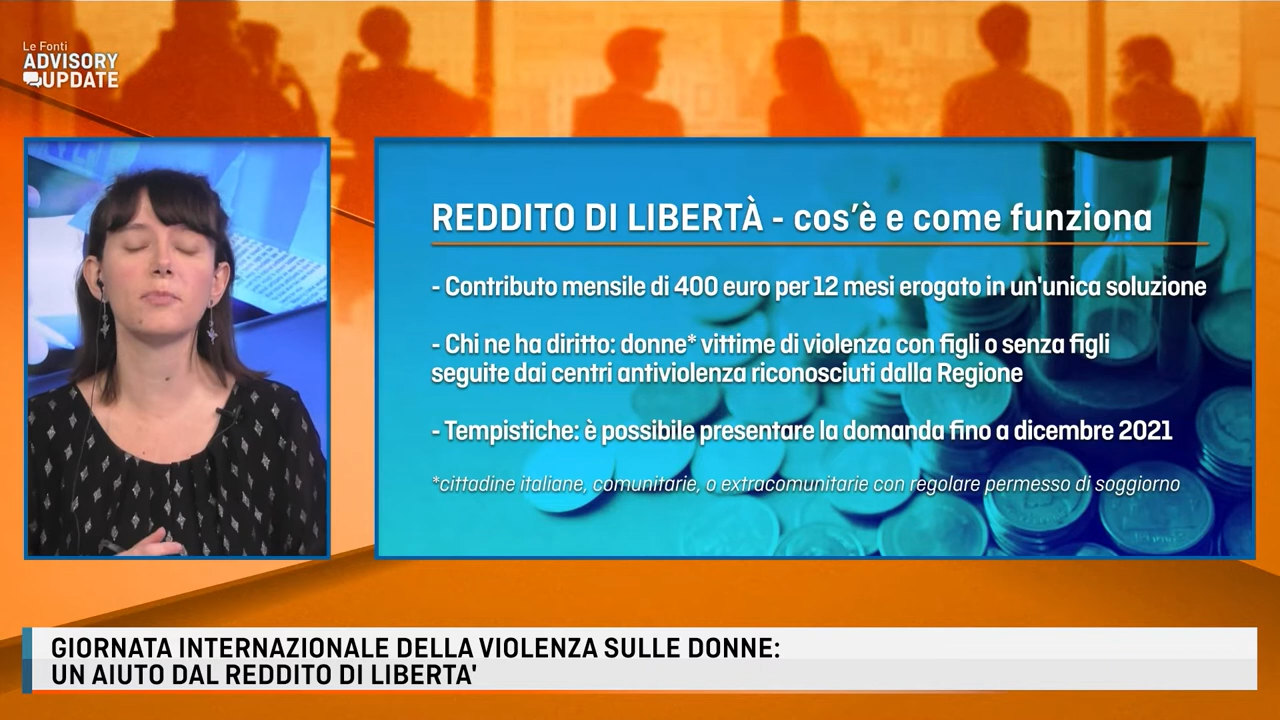 Le Fonti
ADVISORY
UPDATE
REDDITO DI LIBERTÀ - cos'è e come funziona
- Contributo mensile di 400 euro per 12 mesi erogato in un'unica soluzione
- Chi ne ha diritto: donne* vittime di violenza con figli o senza figli
seguite dai centri antiviolenza riconosciuti dalla Regione
- Tempistiche: è possibile presentare la domanda fino a dicembre 2021
*cittadine italiane, comunitarie, o extracomunitarie con regolare permesso di soggiorno
GIORNATA INTERNAZIONALE DELLA VIOLENZA SULLE DONNE:
UN AIUTO DAL REDDITO DI LIBERTA'